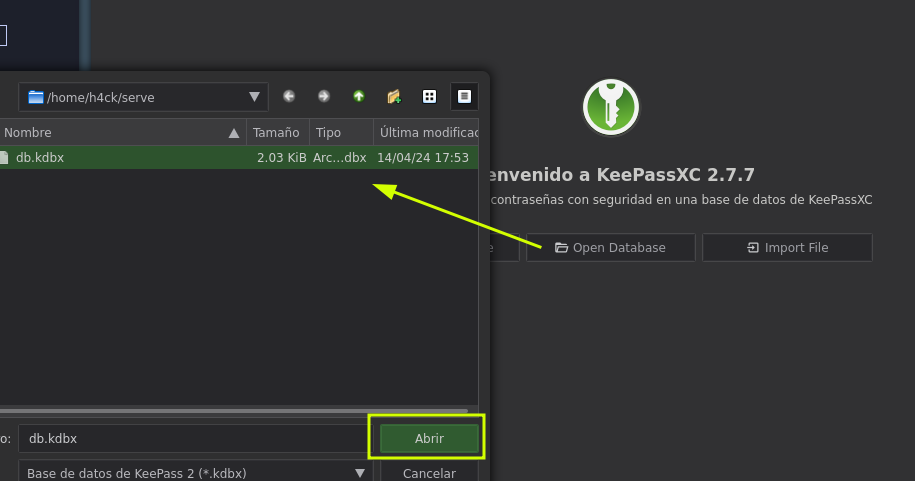 /home/h4ck/serve
Nombre Tamaño Tipo Última modificac
db.kdbx 2.03 KiB Arc...dbx 14/04/24 17:53
envenido a KeePassXC 2.7.7
contraseñas con seguridad en una base de datos de KeePassXC
e Open Database Import File
o: db.kdbx Abrir
Base de datos de KeePass 2 (*.kdbx) Cancelar